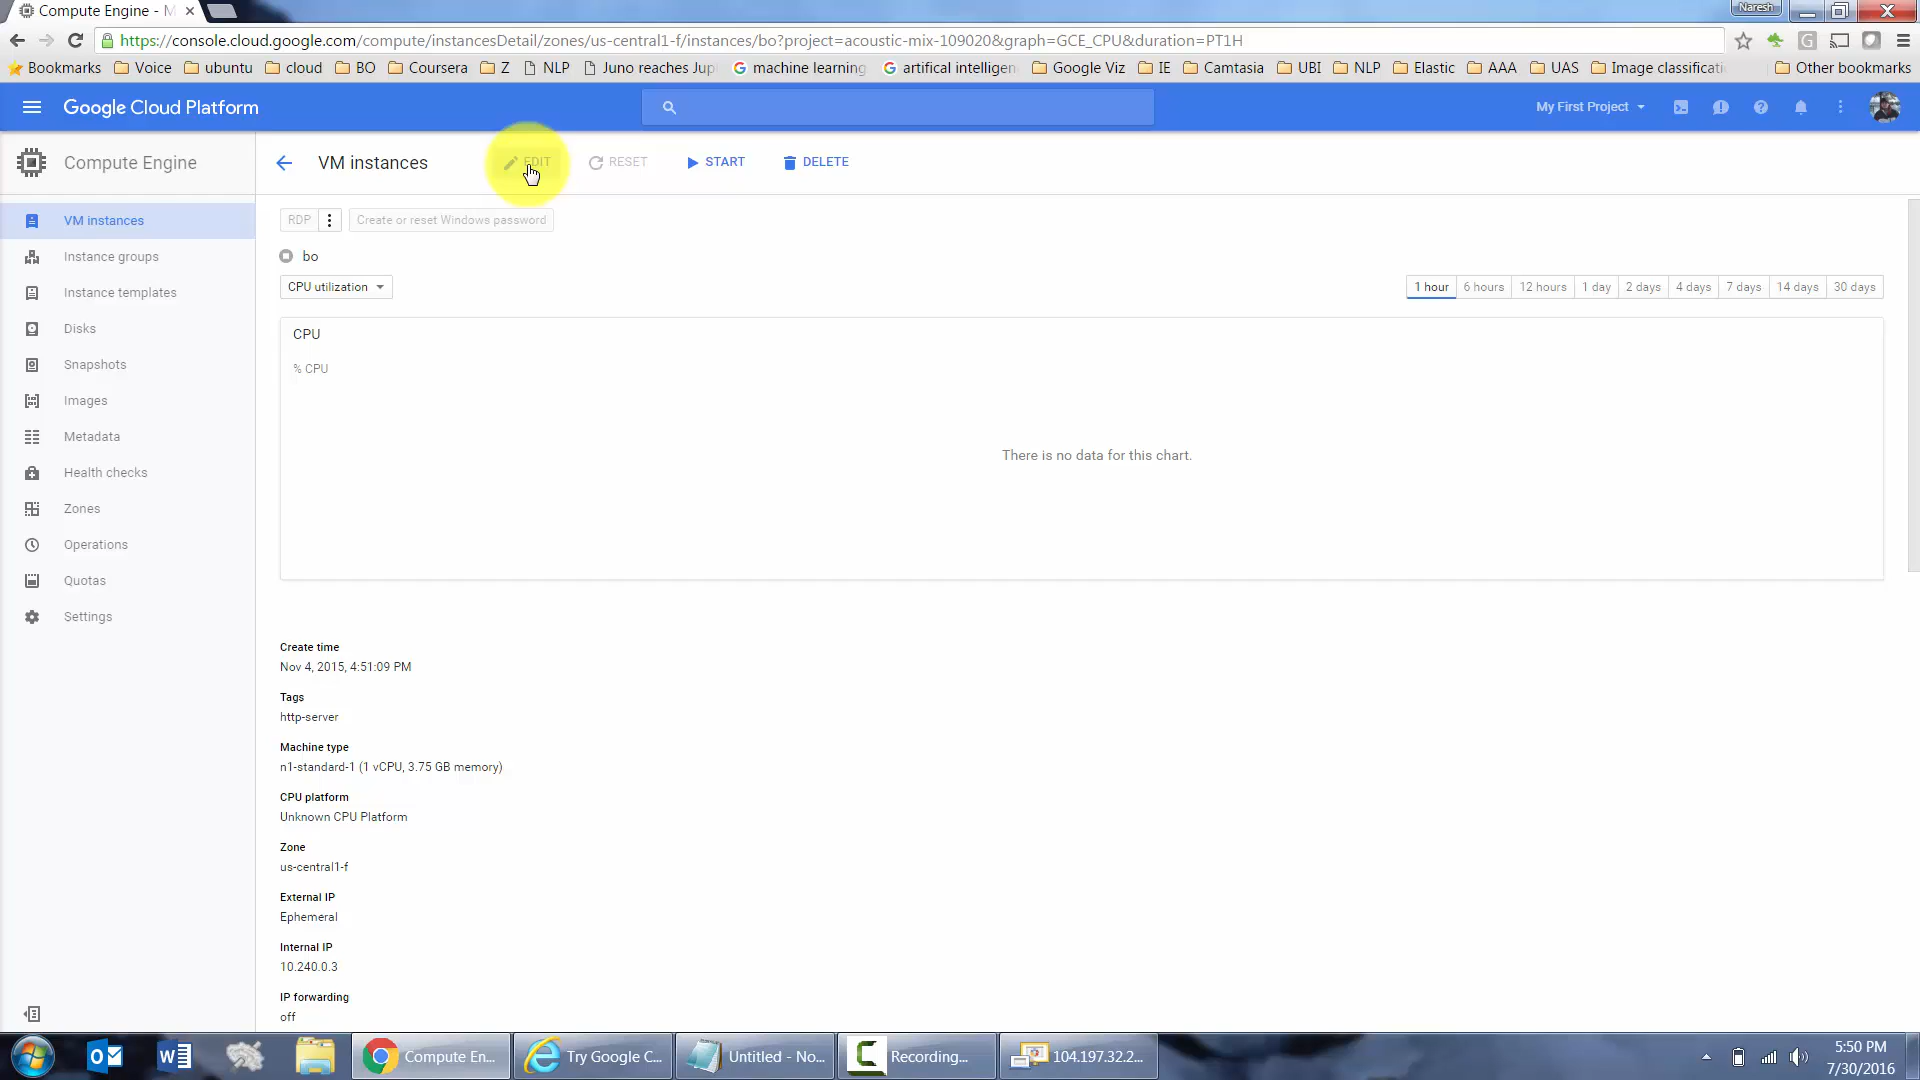 Compute Engine - M
Naresh
https://console.cloud.google.com/compute/instancesDetail/zones/us-central1-f/instances/bo?project=acoustic-mix-109020&graph=GCE_CPU&duration=PT1H
Bookmarks Voice ubuntu cloud BO Coursera Z NLP Juno reaches Jup machine learning artifical intelligen Google Viz IE Camtasia UBI NLP Elastic AAA UAS Image classificati Other bookmarks
Google Cloud Platform My First Project
Compute Engine VM instances EDIT RESET START DELETE
VM instances
Instance groups
Instance templates
Disks
Snapshots
Images
Metadata
Health checks
Zones
Operations
Quotas
Settings
RDP Create or reset Windows password
bo
CPU utilization 1 hour 6 hours 12 hours 1 day 2 days 4 days 7 days 14 days 30 days
CPU
% CPU
There is no data for this chart.
Create time
Nov 4, 2015, 4:51:09 PM
Tags
http-server
Machine type
n1-standard-1 (1 vCPU, 3.75 GB memory)
CPU platform
Unknown CPU Platform
Zone
us-central1-f
External IP
Ephemeral
Internal IP
10.240.0.3
IP forwarding
off
Compute En... Try Google C... Untitled - No... Recording... 104.197.32.2...
5:50 PM
7/30/2016